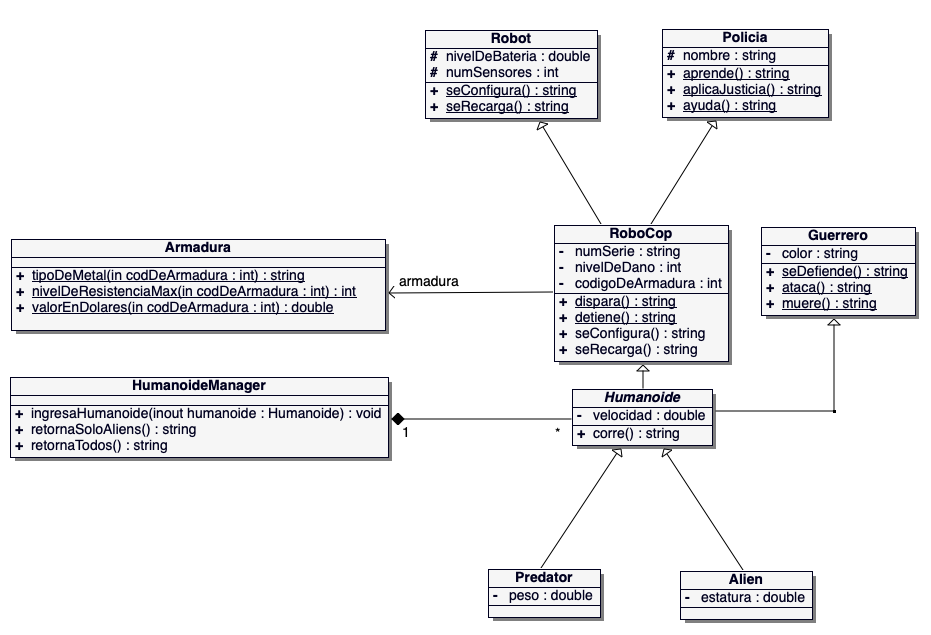 Robot
# nivelDeBateria : double
# numSensores : int
+ seConfigura() : string
+ seRecarga() : string
Policia
# nombre : string
+ aprende() : string
+ aplicaJusticia() : string
+ ayuda() : string
Armadura
+ tipoDeMetal(in codDeArmadura : int) : string
+ nivelDeResistenciaMax(in codDeArmadura : int) : int
+ valorEnDolares(in codDeArmadura : int) : double
armadura
RoboCop
- numSerie : string
- nivelDeDano : int
- codigoDeArmadura : int
+ dispara() : string
+ detiene() : string
+ seConfigura() : string
+ seRecarga() : string
Guerrero
- color : string
+ seDefiende() : string
+ ataca() : string
+ muere() : string
HumanoideManager
+ ingresaHumanoide(inout humanoide : Humanoide) : void
+ retornaSoloAliens() : string
+ retornaTodos() : string
1
*
Humanoide
- velocidad : double
+ corre() : string
Predator
- peso : double
Alien
- estatura : double